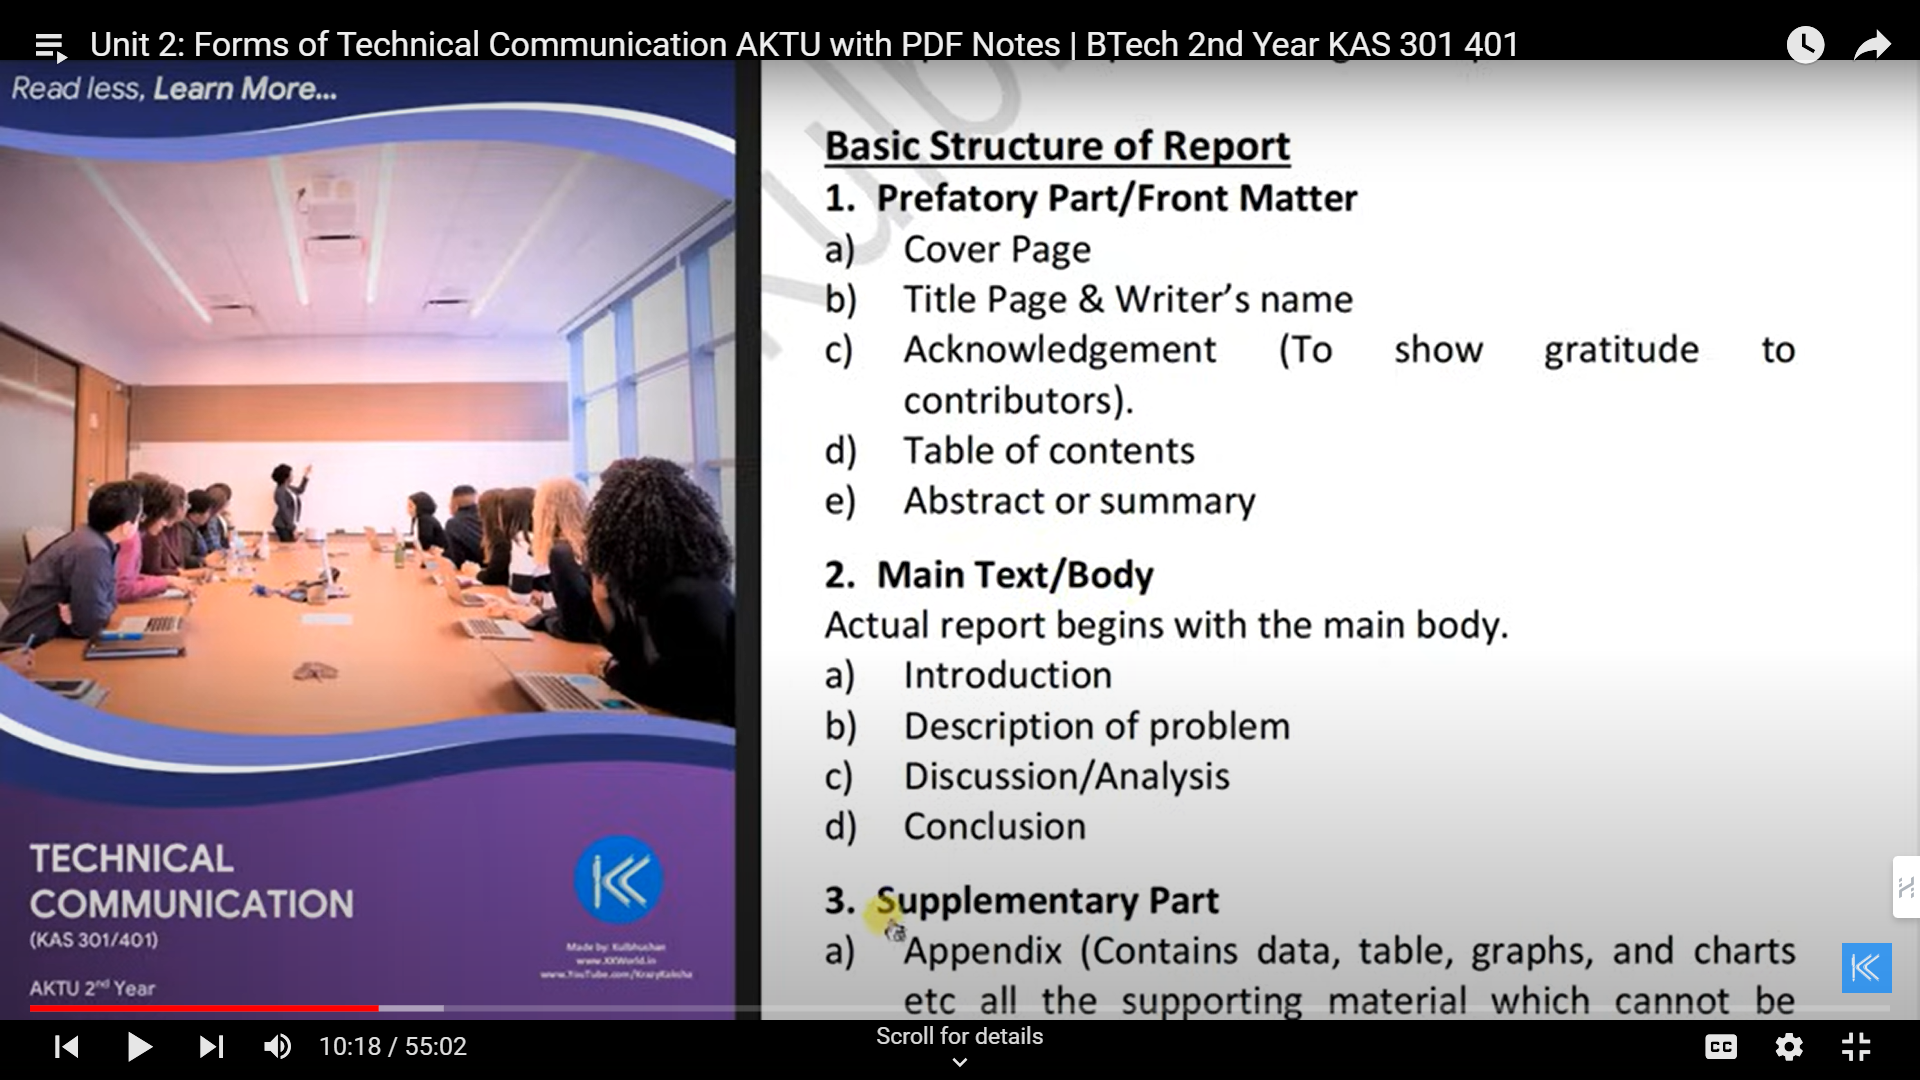 Unit 2: Forms of Technical Communication AKTU with PDF Notes | BTech 2nd Year KAS 301 401
Read less, Learn More...
TECHNICAL
COMMUNICATION
(KAS 301/401)
AKTU 2nd Year
Made by: Kulbhushan
www.KKWorld.in
www.YouTube.com/KrazyKaksha
Basic Structure of Report
1. Prefatory Part/Front Matter
a) Cover Page
b) Title Page & Writer’s name
c) Acknowledgement (To show gratitude to
contributors).
d) Table of contents
e) Abstract or summary
2. Main Text/Body
Actual report begins with the main body.
a) Introduction
b) Description of problem
c) Discussion/Analysis
d) Conclusion
3. Supplementary Part
a) Appendix (Contains data, table, graphs, and charts
etc all the supporting material which cannot be
10:18 / 55:02
Scroll for details
CC